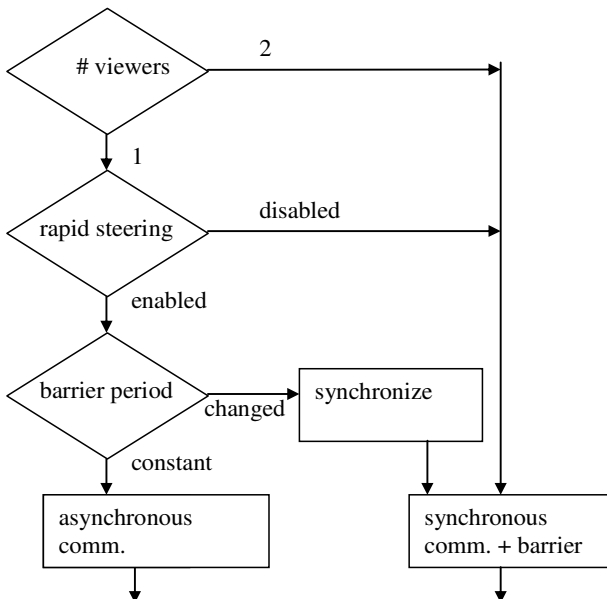 # viewers
2
1
rapid steering
disabled
enabled
barrier period
changed
synchronize
constant
asynchronous
comm.
synchronous
comm. + barrier